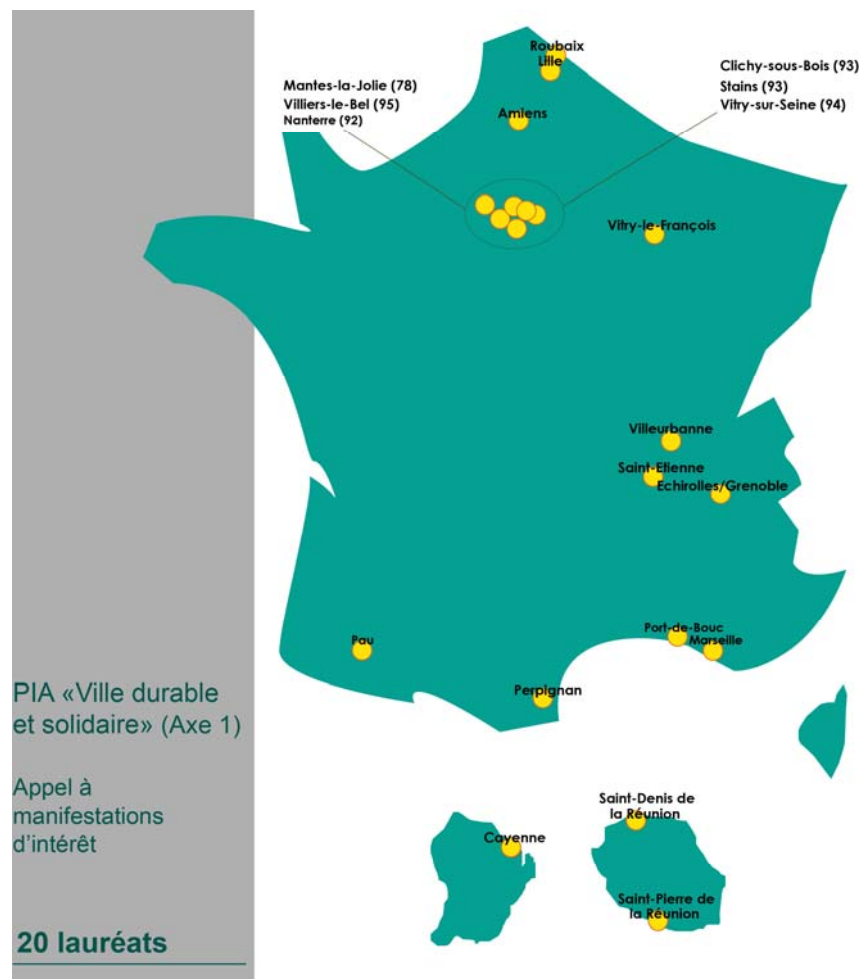 Roubaix
Lille
Mantes-la-Jolie (78)
Villiers-le-Bel (95)
Nanterre (92)
Clichy-sous-Bois (93)
Stains (93)
Vitry-sur-Seine (94)
Amiens
Vitry-le-François
Villeurbanne
Saint-Etienne
Echirolles/Grenoble
Port-de-Bouc
Marseille
Pau
Perpignan
PIA «Ville durable
et solidaire» (Axe 1)
Appel à
manifestations
d'intérêt
20 lauréats
Cayenne
Saint-Denis de
la Réunion
Saint-Pierre de
la Réunion